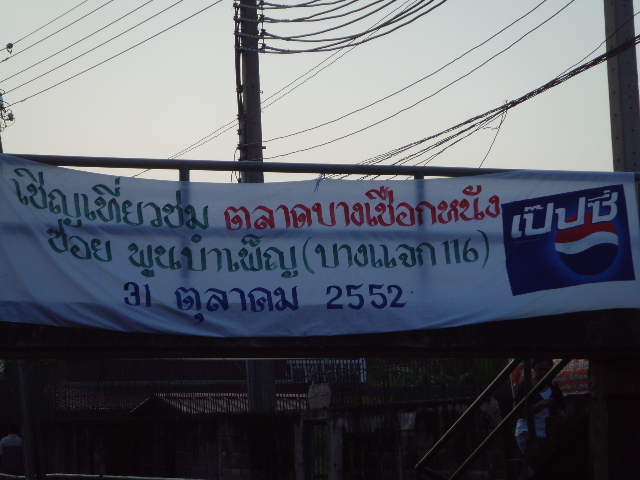 เชิญเที่ยวชม ตลาดบางเชือกหนัง
ซอย พูนบำเพ็ญ (บางแวก 116)
31 ตุลาคม 2552
เป๊ปซี่